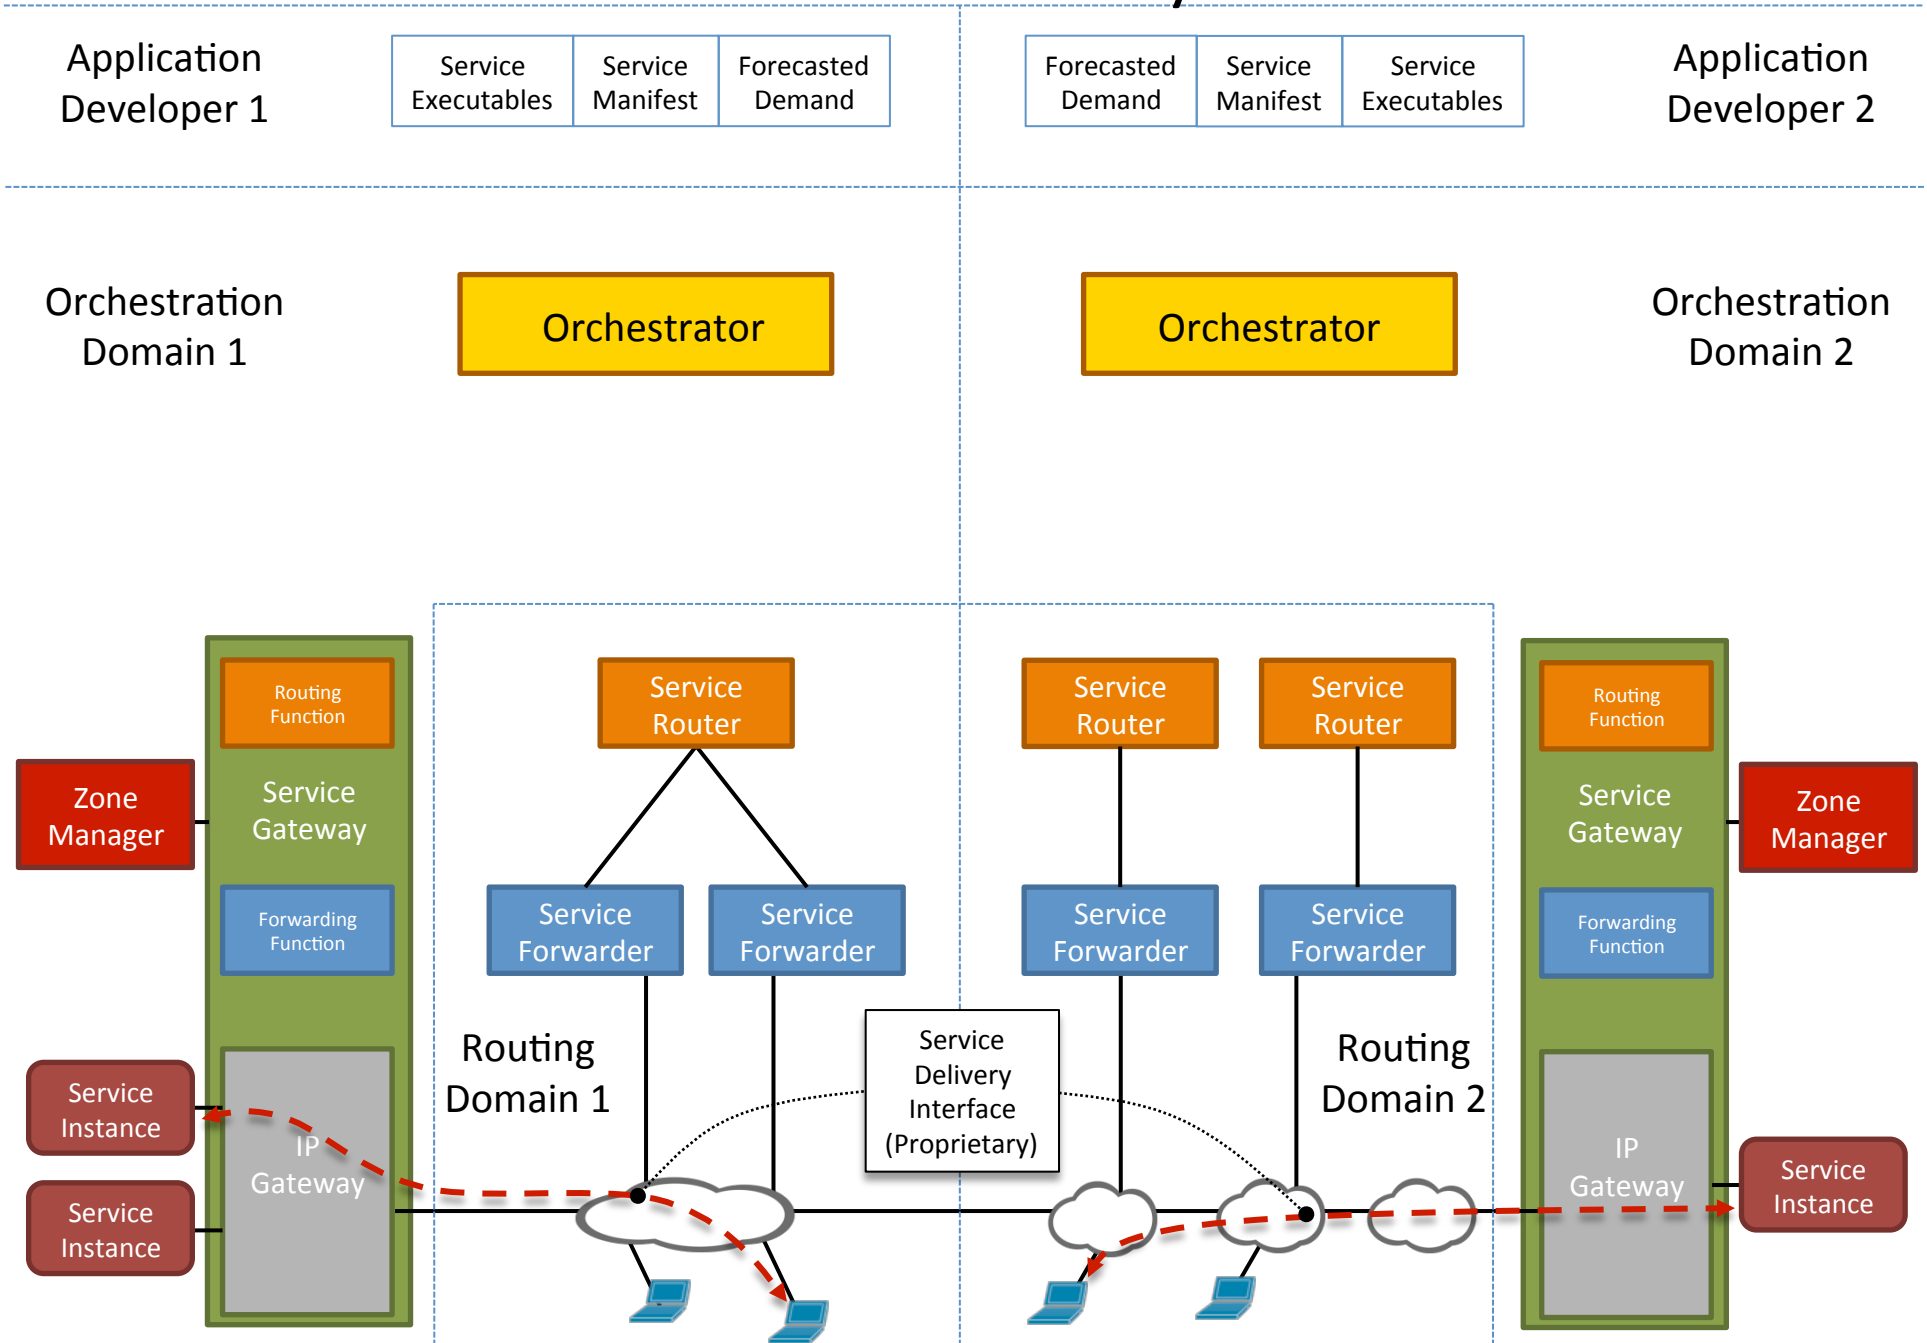 Application
Developer 1
Service
Executables
Service
Manifest
Forecasted
Demand
Forecasted
Demand
Service
Manifest
Service
Executables
Application
Developer 2
Orchestration
Domain 1
Orchestrator
Orchestrator
Orchestration
Domain 2
Routing
Function
Service
Router
Service
Router
Service
Router
Routing
Function
Zone
Manager
Service
Gateway
Service
Gateway
Zone
Manager
Forwarding
Function
Service
Forwarder
Service
Forwarder
Service
Forwarder
Service
Forwarder
Forwarding
Function
Routing
Domain 1
Service
Delivery
Interface
(Proprietary)
Routing
Domain 2
Service
Instance
IP
Gateway
Service
Instance
IP
Gateway
Service
Instance